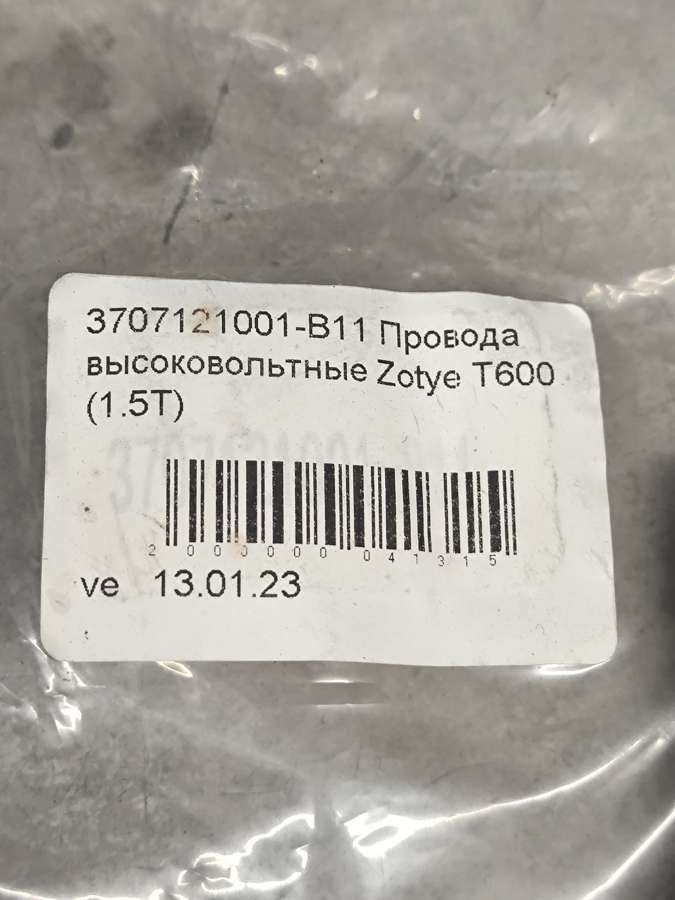 3707121001-B11 Провода
высоковольтные Zotye T600
(1.5T)
2 000000 041315
ve 13.01.23